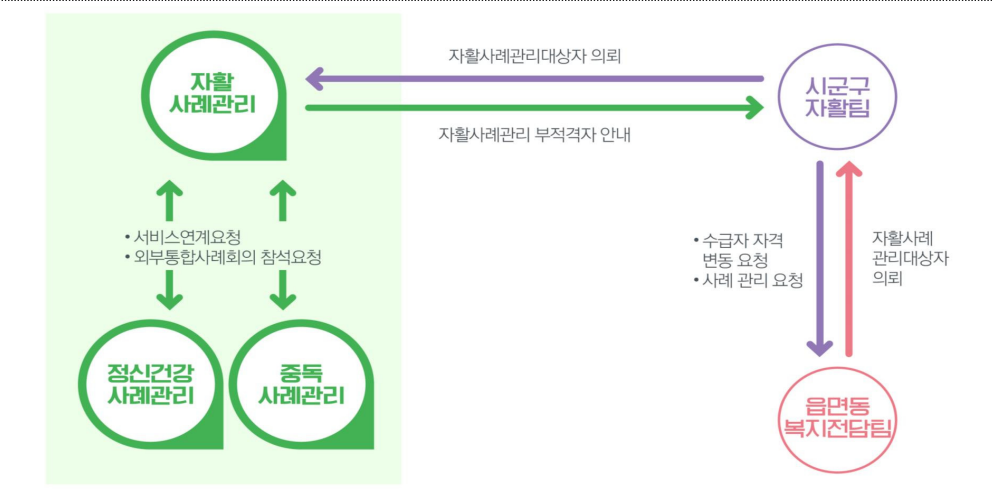 자활
사례관리
자활사례관리대상자 의뢰
자활사례관리 부적격자 안내
시군구
자활팀
• 서비스연계요청
• 외부통합사례회의 참석요청
• 수급자 자격
변동 요청
• 사례 관리 요청
자활사례
관리대상자
의뢰
정신건강
사례관리
중독
사례관리
읍면동
복지전담팀